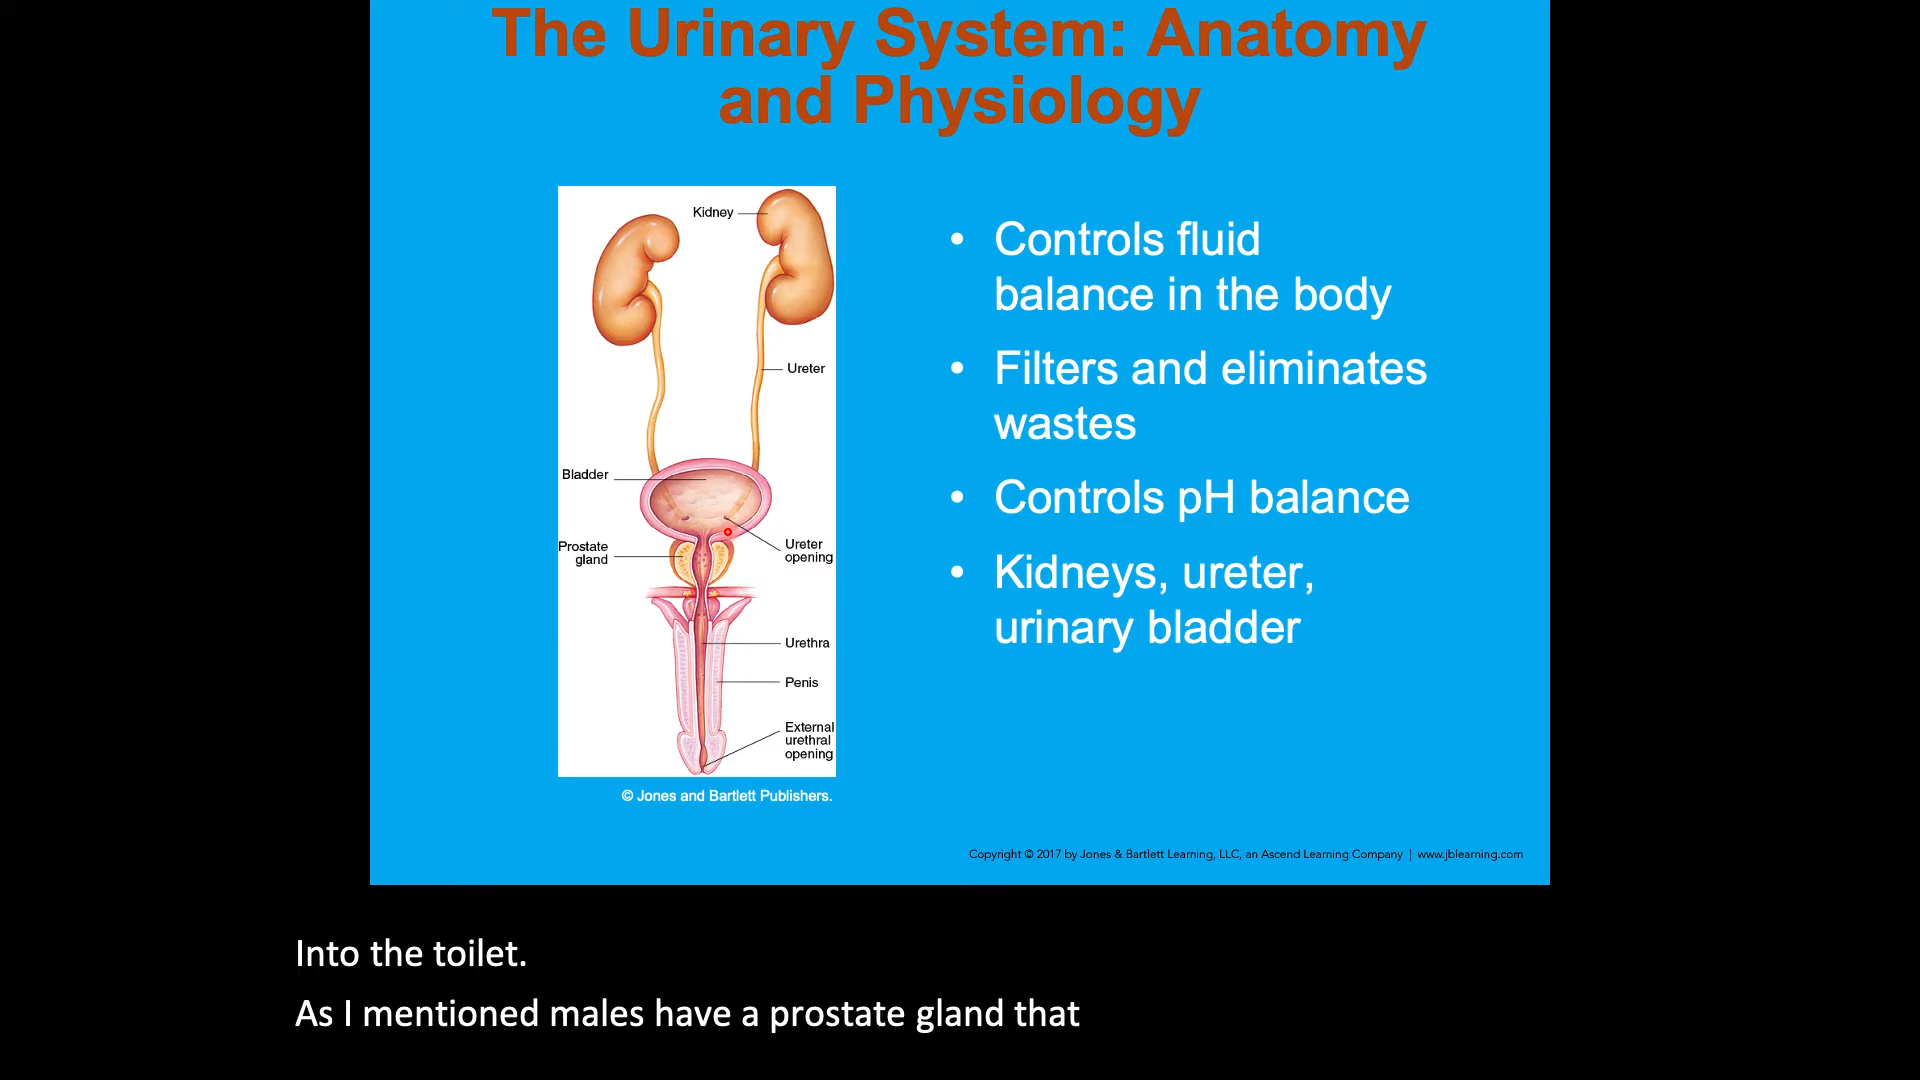 The Urinary System: Anatomy
and Physiology
Kidney
Ureter
Bladder
Prostate
gland
Ureter
opening
Urethra
Penis
External
urethral
opening
© Jones and Bartlett Publishers.
• Controls fluid
balance in the body
• Filters and eliminates
wastes
• Controls pH balance
• Kidneys, ureter,
urinary bladder
Copyright © 2017 by Jones & Bartlett Learning, LLC, an Ascend Learning Company | www.jblearning.com
Into the toilet.
As I mentioned males have a prostate gland that